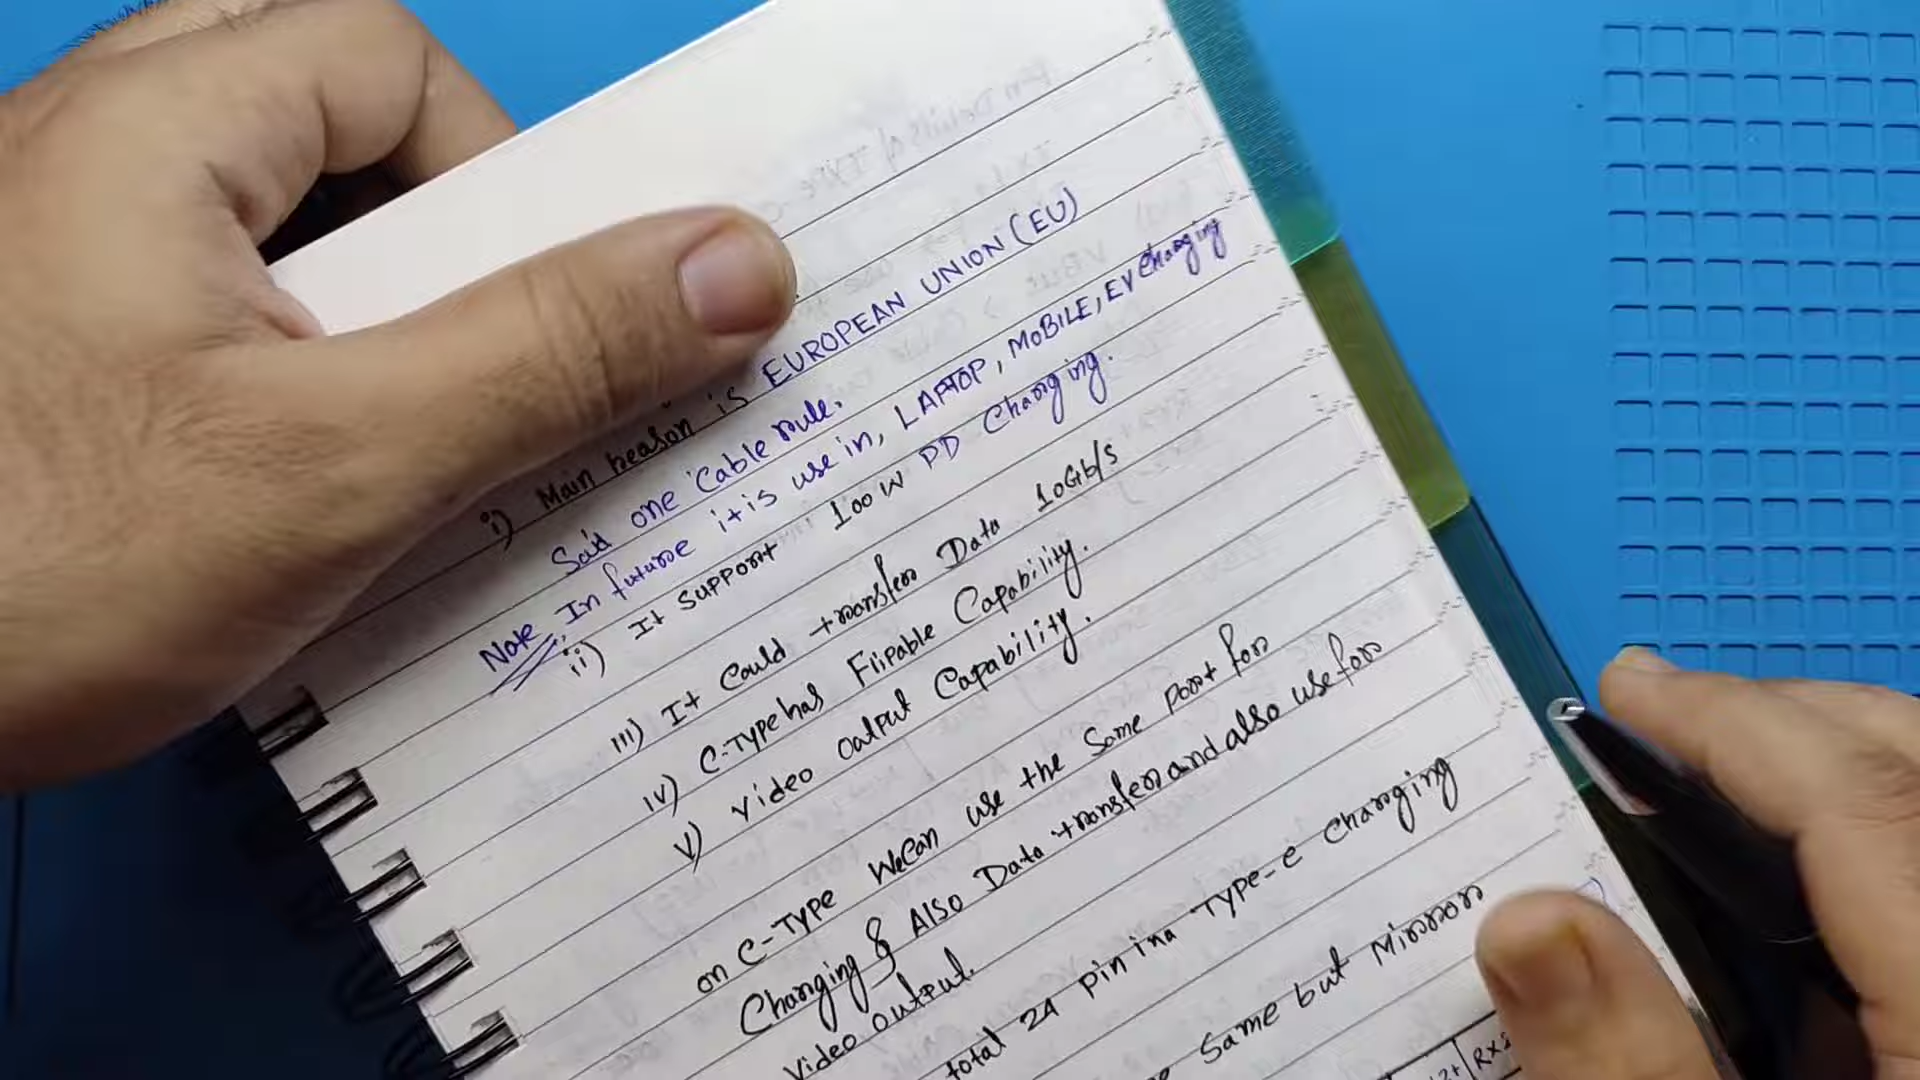 i) Main reason is EUROPEAN UNION (EU)
Said one Cable rule.
Note, In future it is use in, LAPTOP, MOBILE, EV Charging
ii) It support 100W PD Charging.
iii) It Could transfer Data 10Gb/s
iv) C-Type has Flipable Capability.
v) Video output Capability.
on C-Type We Can use the Same port for
Charging & Also Data transfer and also use for
Video output.
total 24 pin in a Type-C Charging
Same but Mirror